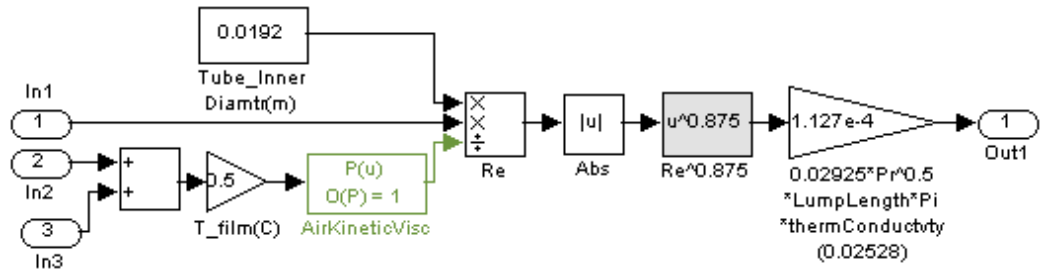 0.0192
Tube_Inner
Diamtr(m)
In1
1
2
In2
3
In3
+
+
0.5
T_film(C)
P(u)
O(P) = 1
AirKineticVisc
×
×
÷
Re
|u|
Abs
u^0.875
Re^0.875
1.127e-4
0.02925*Pr^0.5
*LumpLength*Pi
*thermConductvty
(0.02528)
1
Out1